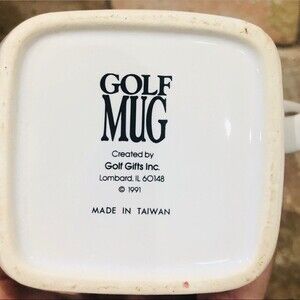 GOLF
MUG
Created by
Golf Gifts Inc.
Lombard, IL 60148
© 1991
MADE IN TAIWAN